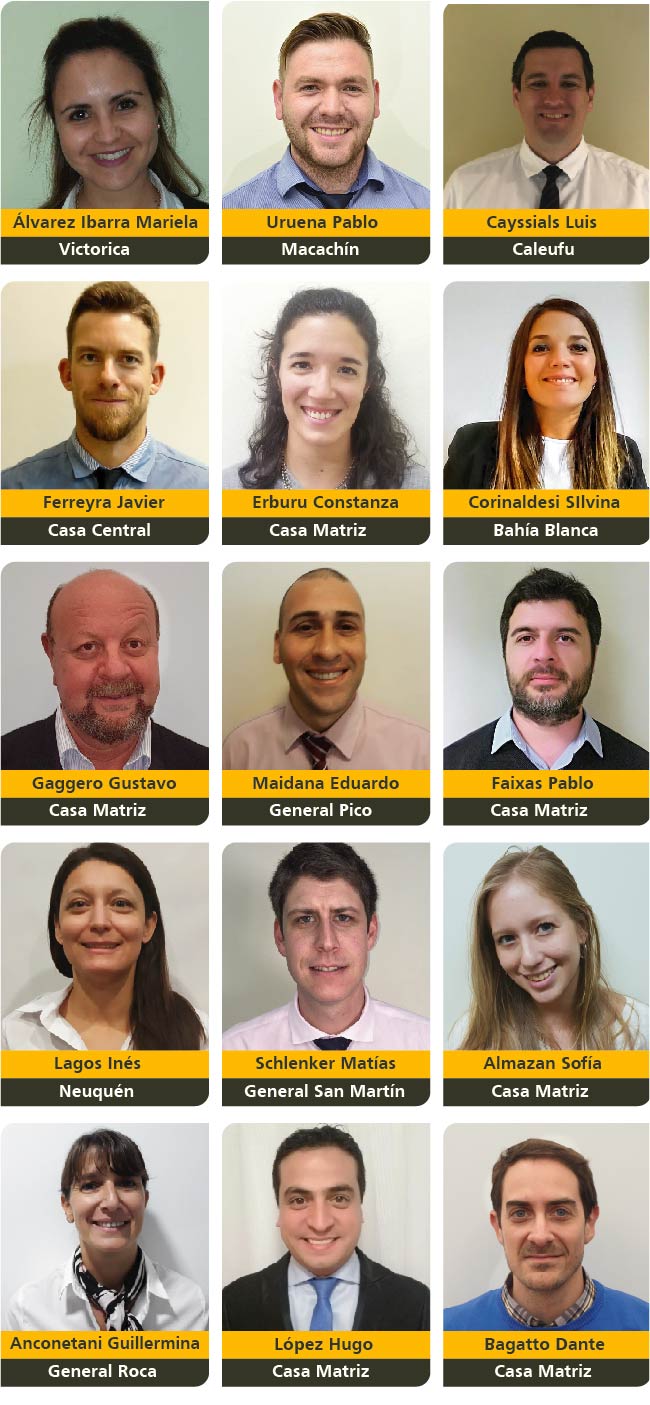 Álvarez Ibarra Mariela
Victorica
Uruena Pablo
Macachín
Cayssials Luis
Caleufu
Ferreyra Javier
Casa Central
Erburu Constanza
Casa Matriz
Corinaldesi SIlvina
Bahía Blanca
Gaggero Gustavo
Casa Matriz
Maidana Eduardo
General Pico
Faixas Pablo
Casa Matriz
Lagos Inés
Neuquén
Schlenker Matías
General San Martín
Almazan Sofía
Casa Matriz
Anconetani Guillermina
General Roca
López Hugo
Casa Matriz
Bagatto Dante
Casa Matriz